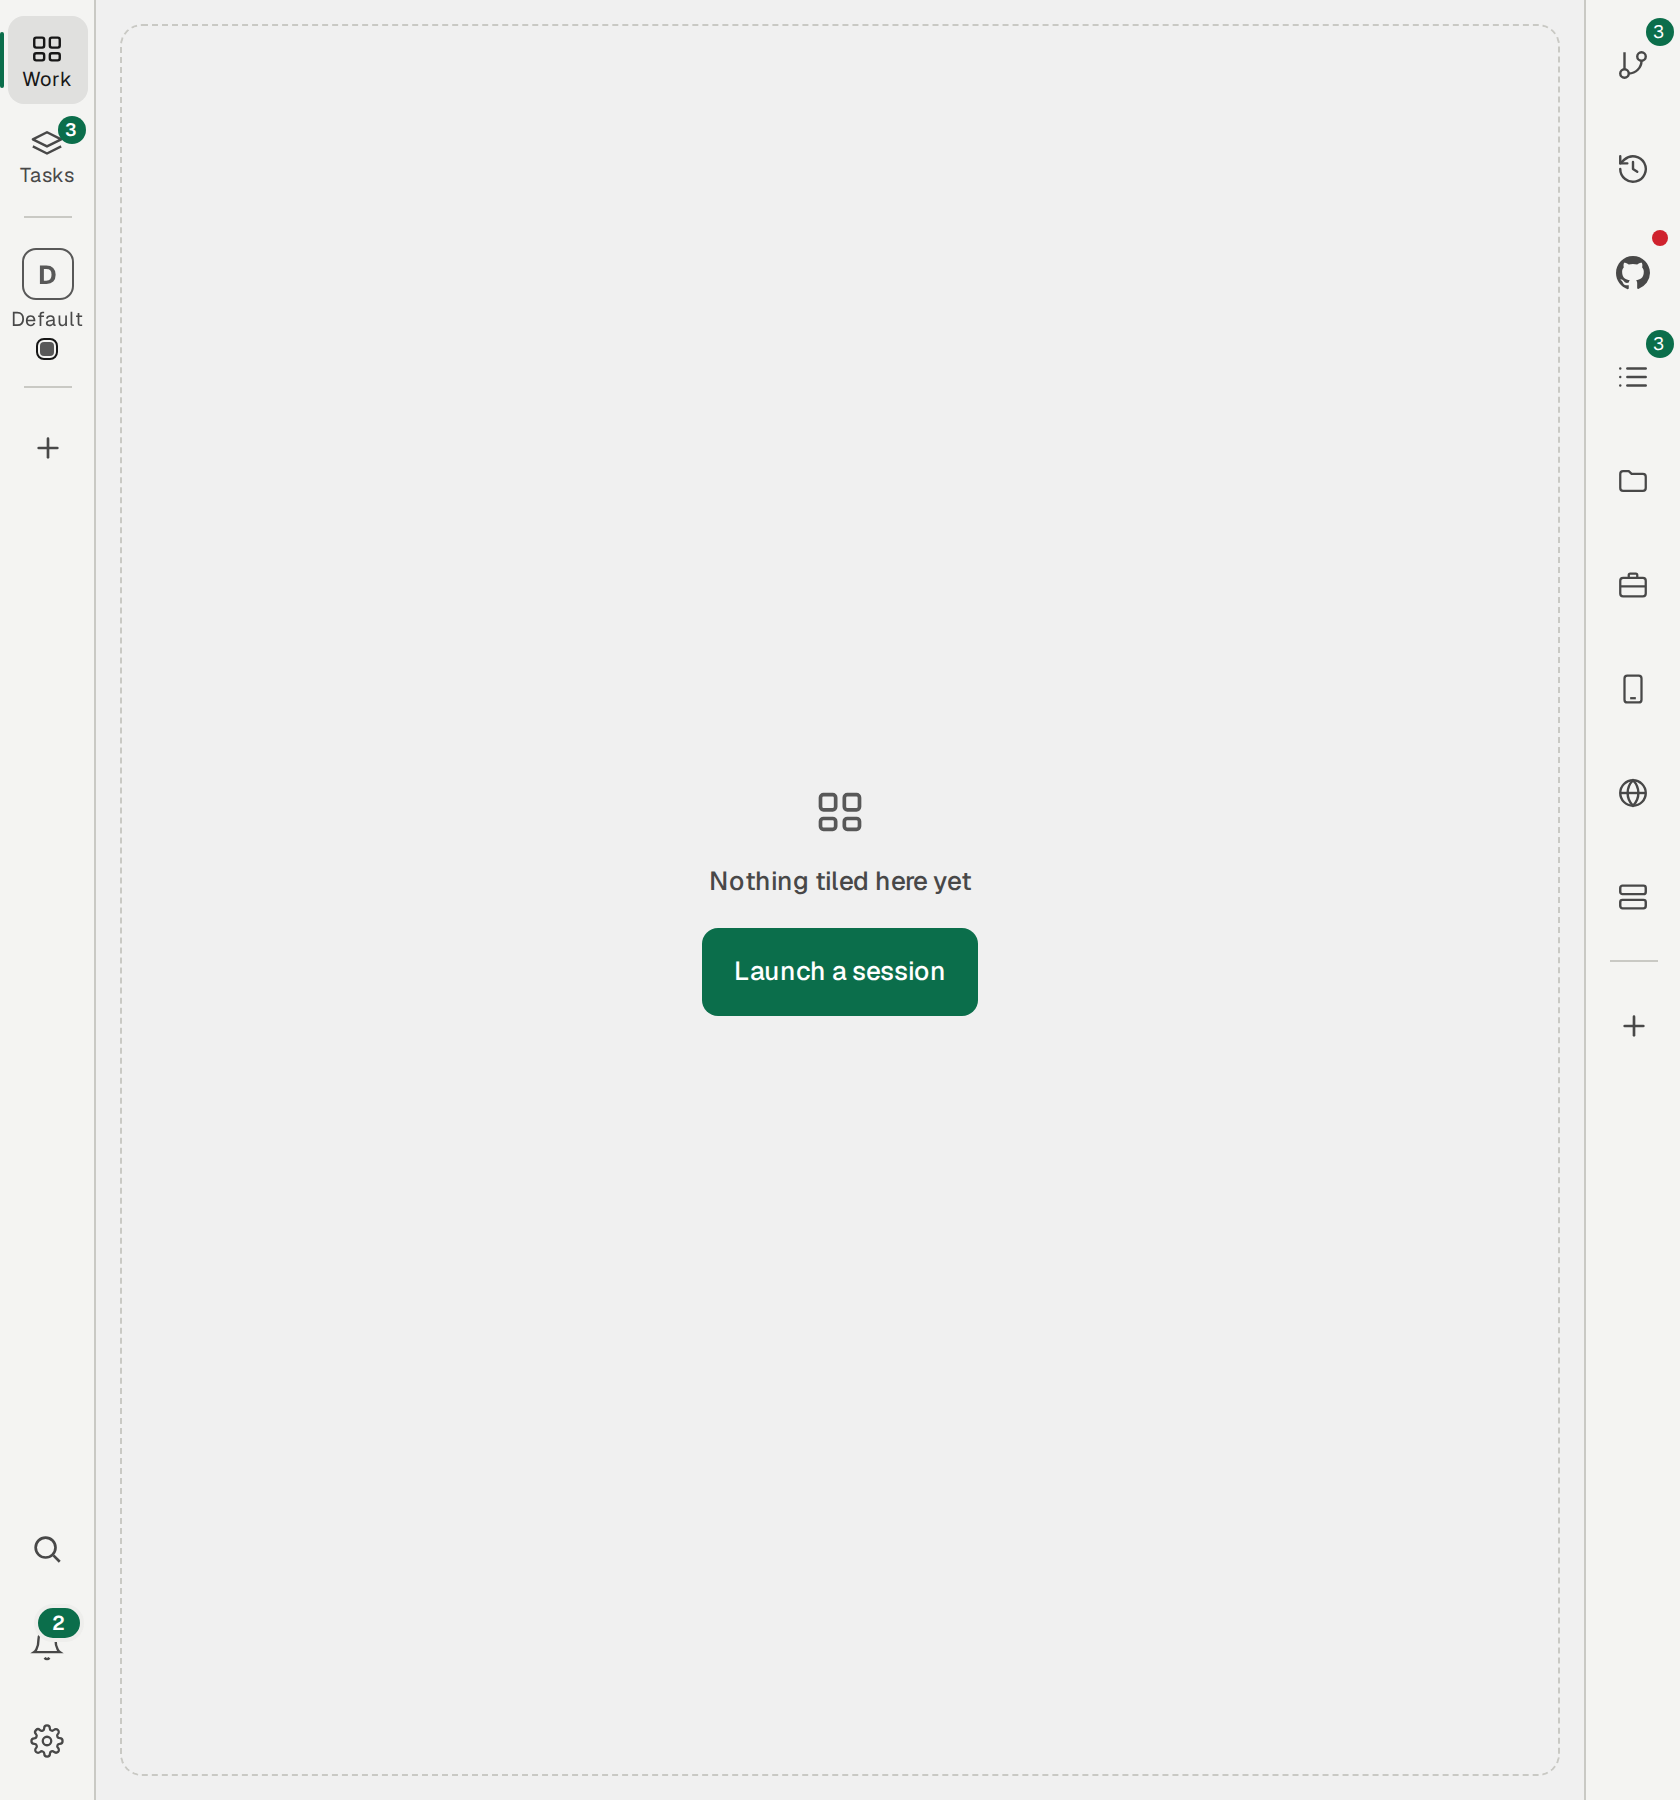 Work
3
Tasks
D
Default
Nothing tiled here yet
Launch a session
2
3
3